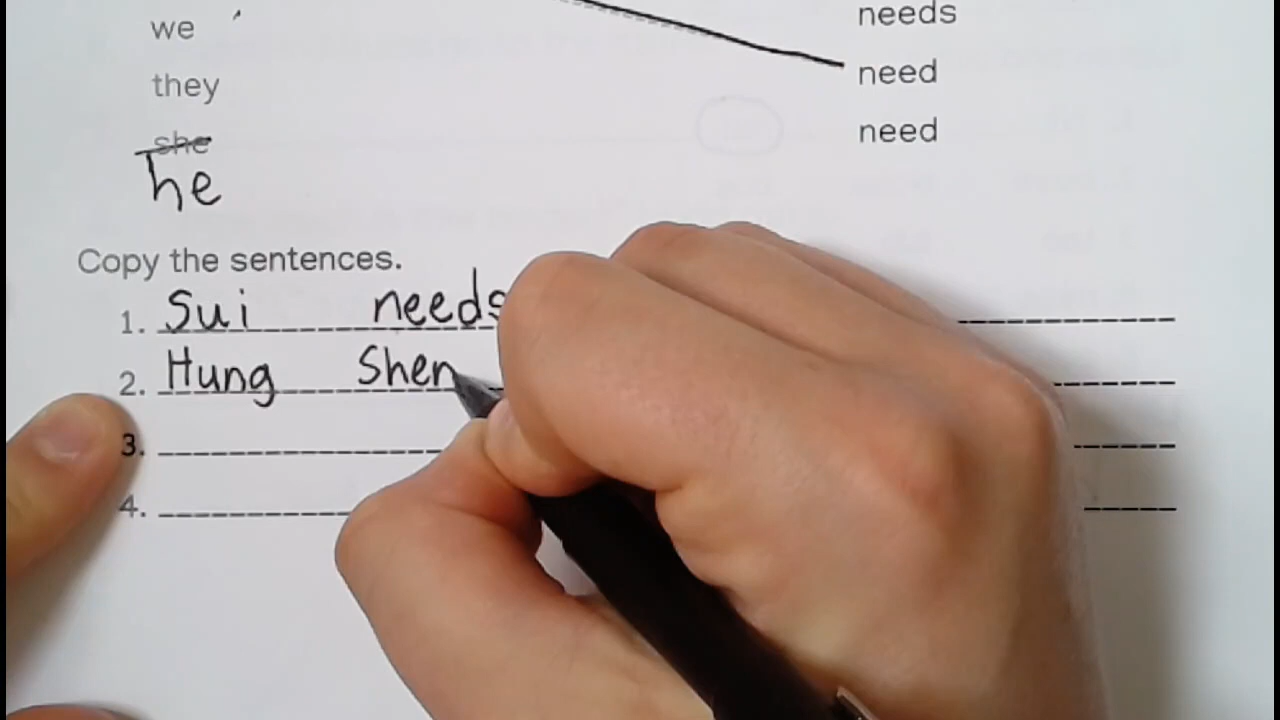 we needs
they need
she need
he
Copy the sentences.
1. Sui needs
2. Hung Shen
3.
4.